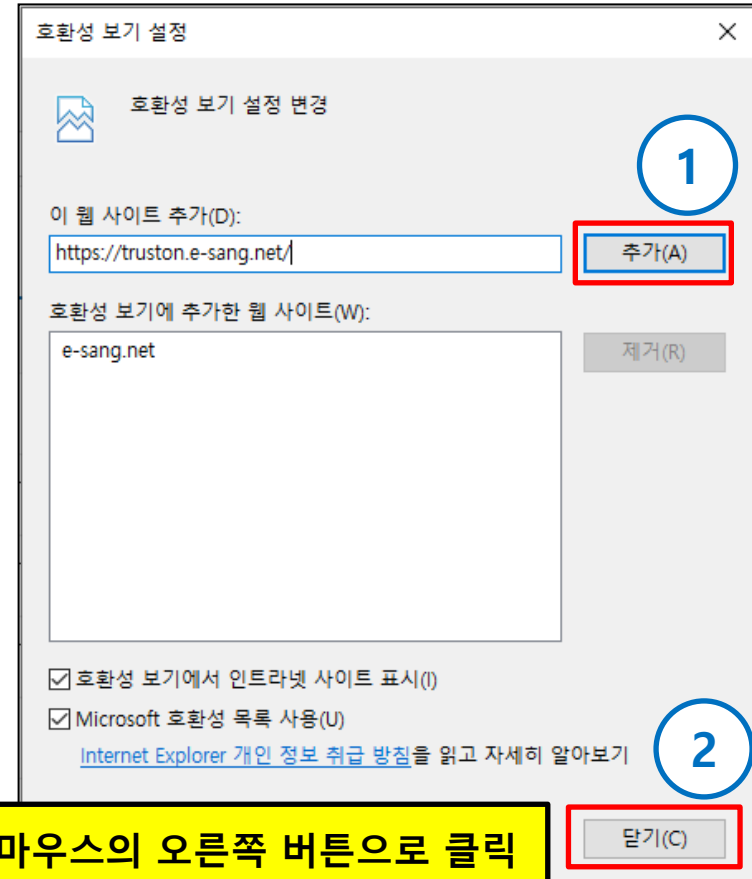 호환성 보기 설정
호환성 보기 설정 변경
1
이 웹 사이트 추가(D):
https://truston.e-sang.net/
추가(A)
호환성 보기에 추가한 웹 사이트(W):
e-sang.net
제거(R)
호환성 보기에서 인트라넷 사이트 표시(I)
Microsoft 호환성 목록 사용(U)
Internet Explorer 개인 정보 취급 방침을 읽고 자세히 알아보기
2
마우스의 오른쪽 버튼으로 클릭
닫기(C)